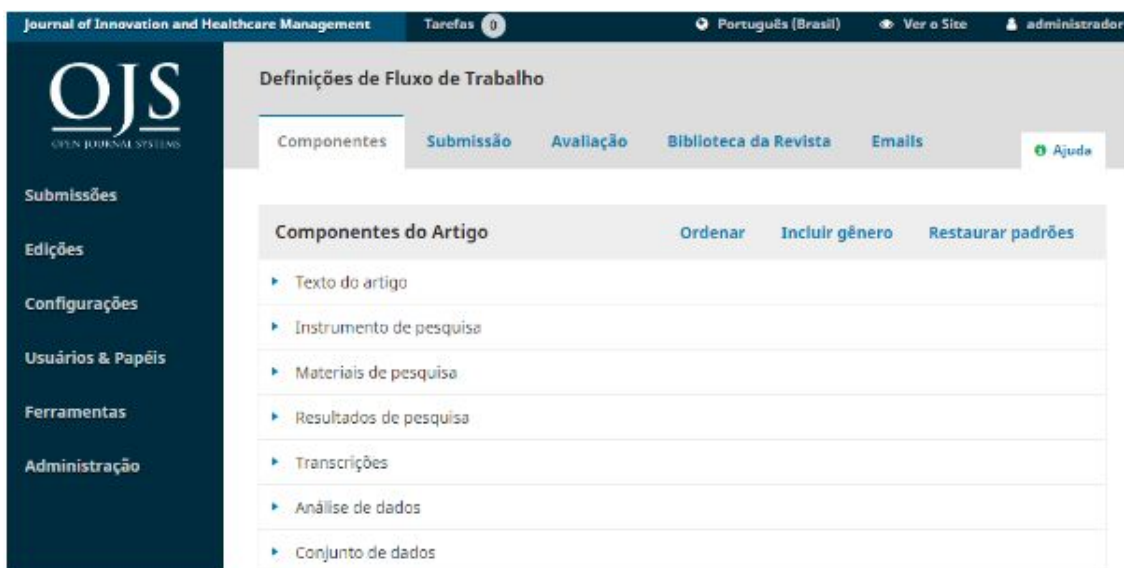 Journal of Innovation and Healthcare Management Tarefas 0 Português (Brasil) Ver o Site administrador
OJS
OPEN JOURNAL SYSTEMS
Submissões
Edições
Configurações
Usuários & Papéis
Ferramentas
Administração
Definições de Fluxo de Trabalho
Componentes Submissão Avaliação Biblioteca da Revista Emails Ajuda
Componentes do Artigo Ordenar Incluir gênero Restaurar padrões
Texto do artigo
Instrumento de pesquisa
Materiais de pesquisa
Resultados de pesquisa
Transcrições
Análise de dados
Conjunto de dados